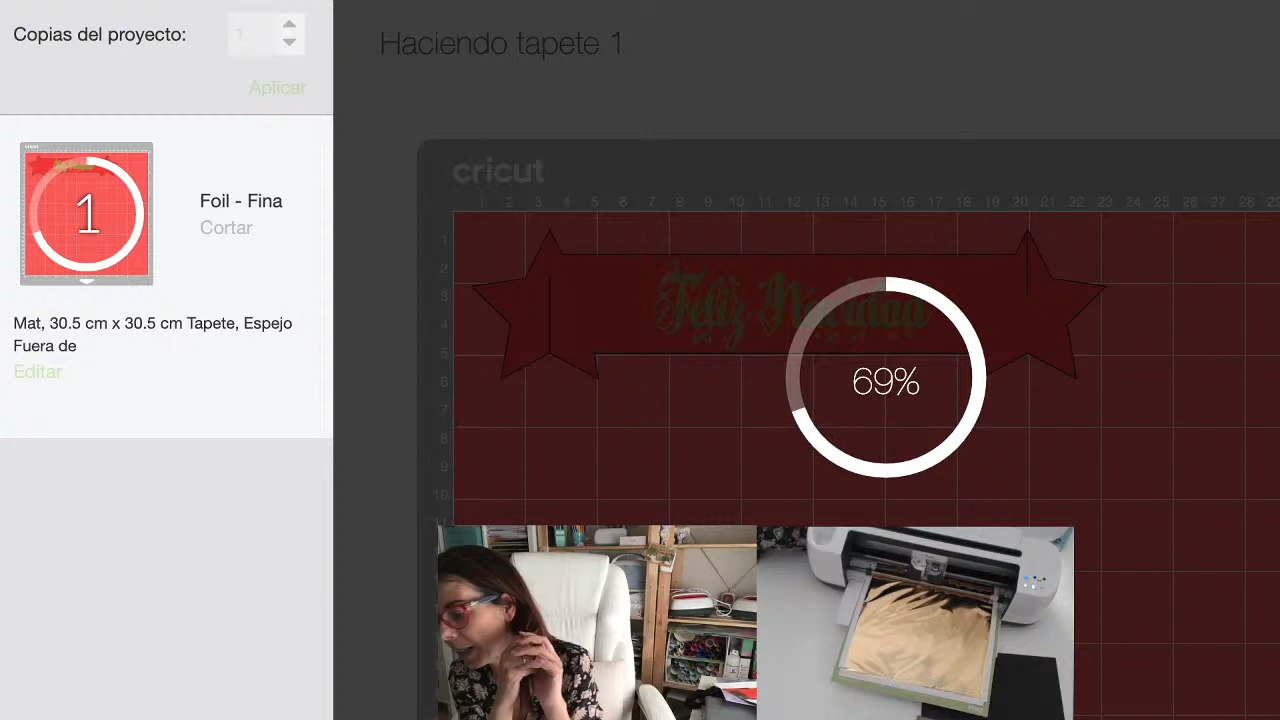 Copias del proyecto:
1
Aplicar
Haciendo tapete 1
cricut
1 2 3 4 5 6 7 8 9 10 11 12 13 14 15 16 17 18 19 20 21 22 23 24 25 26 27 28
1
2
3
4
5
6
7
8
9
10
Feliz Navidad
69%
cricut
1
Foil - Fina
Cortar
Mat, 30.5 cm x 30.5 cm Tapete, Espejo
Fuera de
Editar